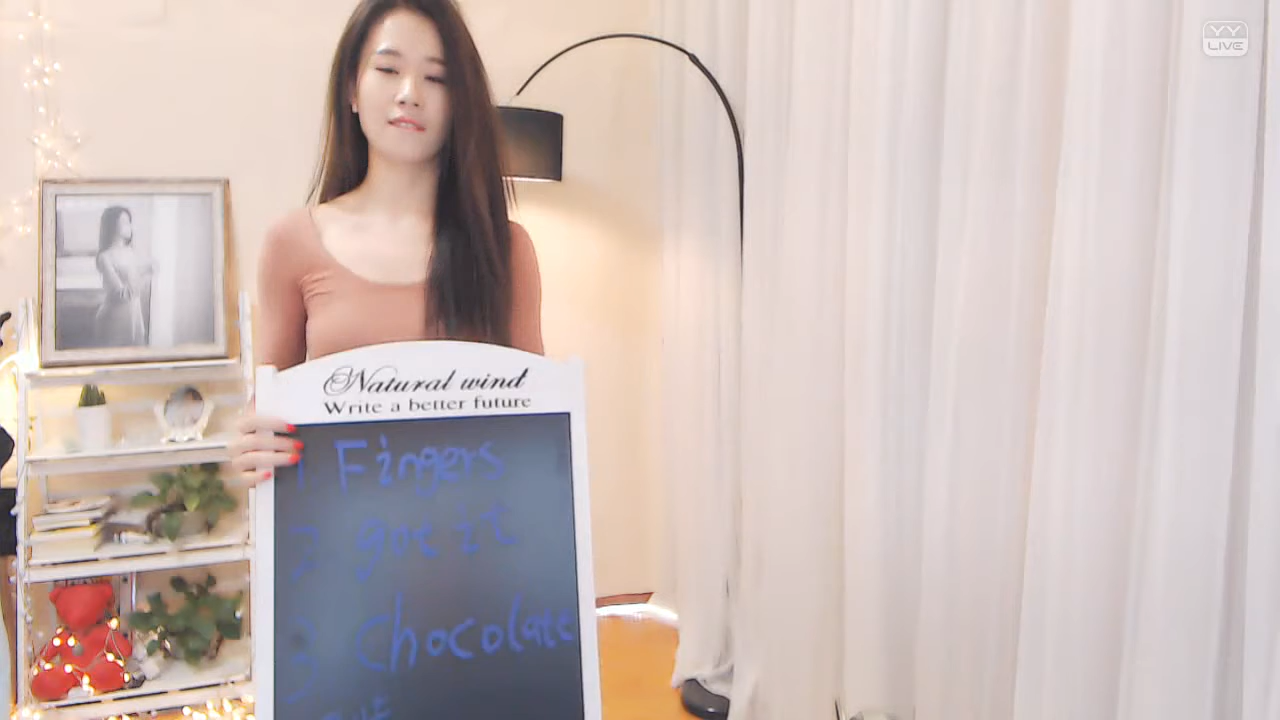 YY
LIVE
Natural wind
Write a better future
1 Fingers
2 got it
3 Chocolate